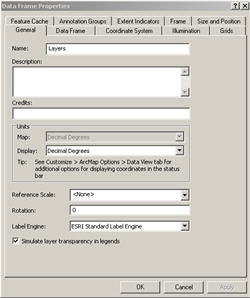 Data Frame Properties
Feature Cache Annotation Groups Extent Indicators Frame Size and Position
General Data Frame Coordinate System Illumination Grids
Name: Layers
Description:
Credits:
Units
Map: Decimal Degrees
Display: Decimal Degrees
Tip: See Customize > ArcMap Options > Data View tab for
additional options for displaying coordinates in the status
bar
Reference Scale: <None>
Rotation: 0
Label Engine: ESRI Standard Label Engine
Simulate layer transparency in legends
OK Cancel Apply